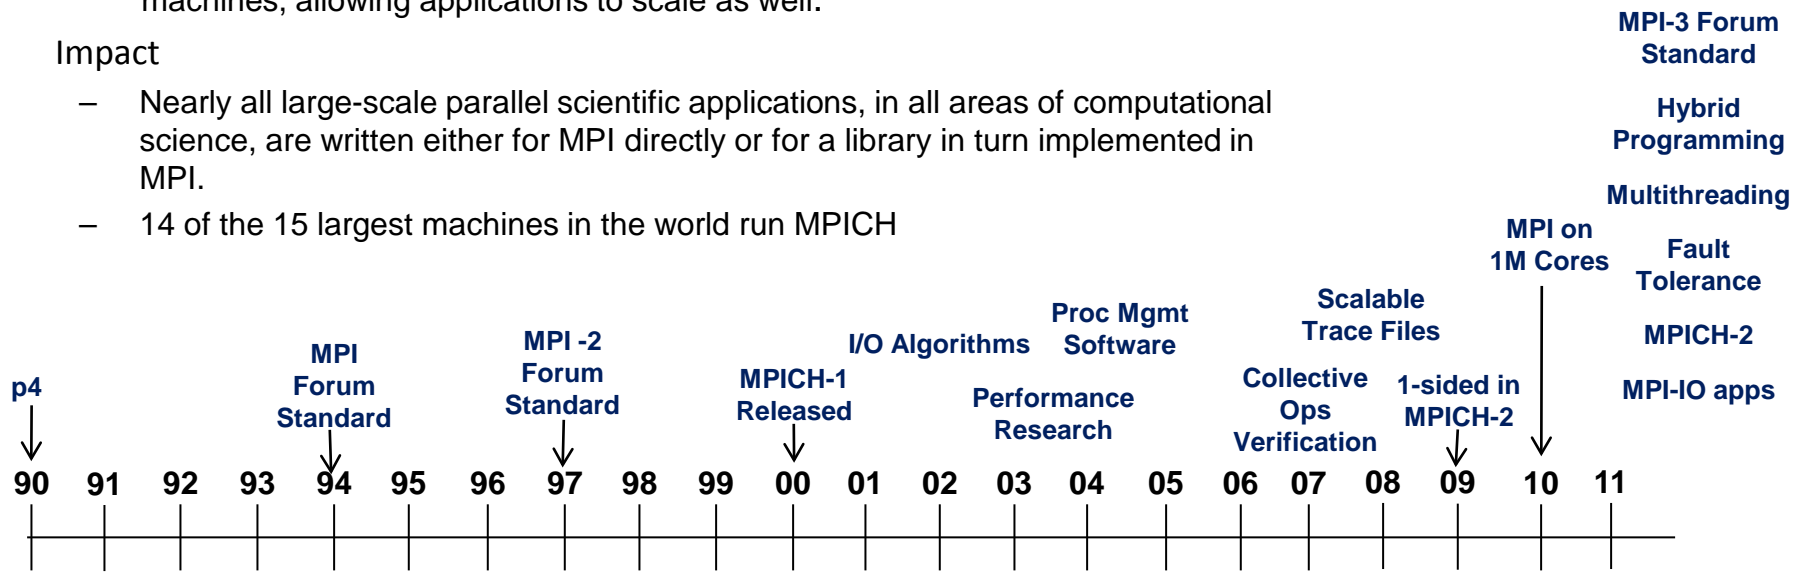 machines, allowing applications to scale as well.
Impact
– Nearly all large-scale parallel scientific applications, in all areas of computational
science, are written either for MPI directly or for a library in turn implemented in
MPI.
– 14 of the 15 largest machines in the world run MPICH
p4
MPI
Forum
Standard
MPI -2
Forum
Standard
MPICH-1
Released
I/O Algorithms
Performance
Research
Proc Mgmt
Software
Collective
Ops
Verification
Scalable
Trace Files
1-sided in
MPICH-2
MPI on
1M Cores
MPI-3 Forum
Standard
Hybrid
Programming
Multithreading
Fault
Tolerance
MPICH-2
MPI-IO apps
90 91 92 93 94 95 96 97 98 99 00 01 02 03 04 05 06 07 08 09 10 11